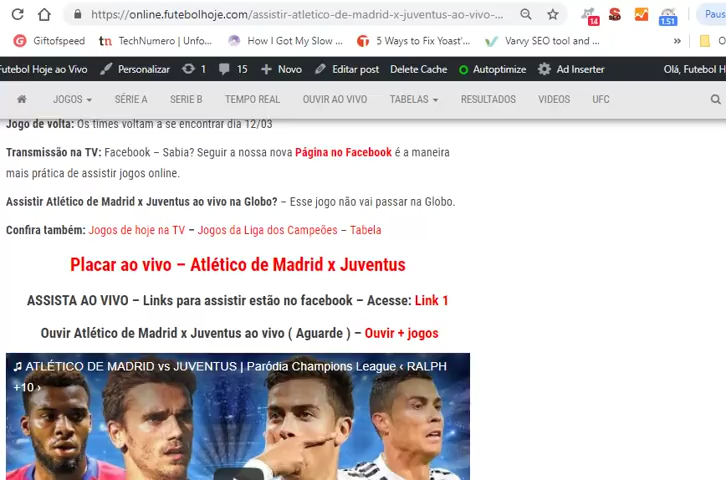 https://online.futebolhoje.com/assistir-atletico-de-madrid-x-juventus-ao-vivo-...
14
1.51
Paus
Giftofspeed
TechNumero | Unfo...
How I Got My Slow ...
5 Ways to Fix Yoast'...
Varvy SEO tool and ...
»
O
Futebol Hoje ao Vivo
Personalizar
1
15
Novo
Editar post
Delete Cache
Autoptimize
Ad Inserter
Olá, Futebol H
JOGOS
SÉRIE A
SERIE B
TEMPO REAL
OUVIR AO VIVO
TABELAS
RESULTADOS
VIDEOS
UFC
Jogo de volta: Os times voltam a se encontrar dia 12/03
Transmissão na TV: Facebook – Sabia? Seguir a nossa nova Página no Facebook é a maneira
mais prática de assistir jogos online.
Assistir Atlético de Madrid x Juventus ao vivo na Globo? – Esse jogo não vai passar na Globo.
Confira também: Jogos de hoje na TV – Jogos da Liga dos Campeões – Tabela
Placar ao vivo – Atlético de Madrid x Juventus
ASSISTA AO VIVO – Links para assistir estão no facebook – Acesse: Link 1
Ouvir Atlético de Madrid x Juventus ao vivo ( Aguarde ) – Ouvir + jogos
♫ ATLÉTICO DE MADRID vs JUVENTUS | Paródia Champions League ‹ RALPH
+10 ›